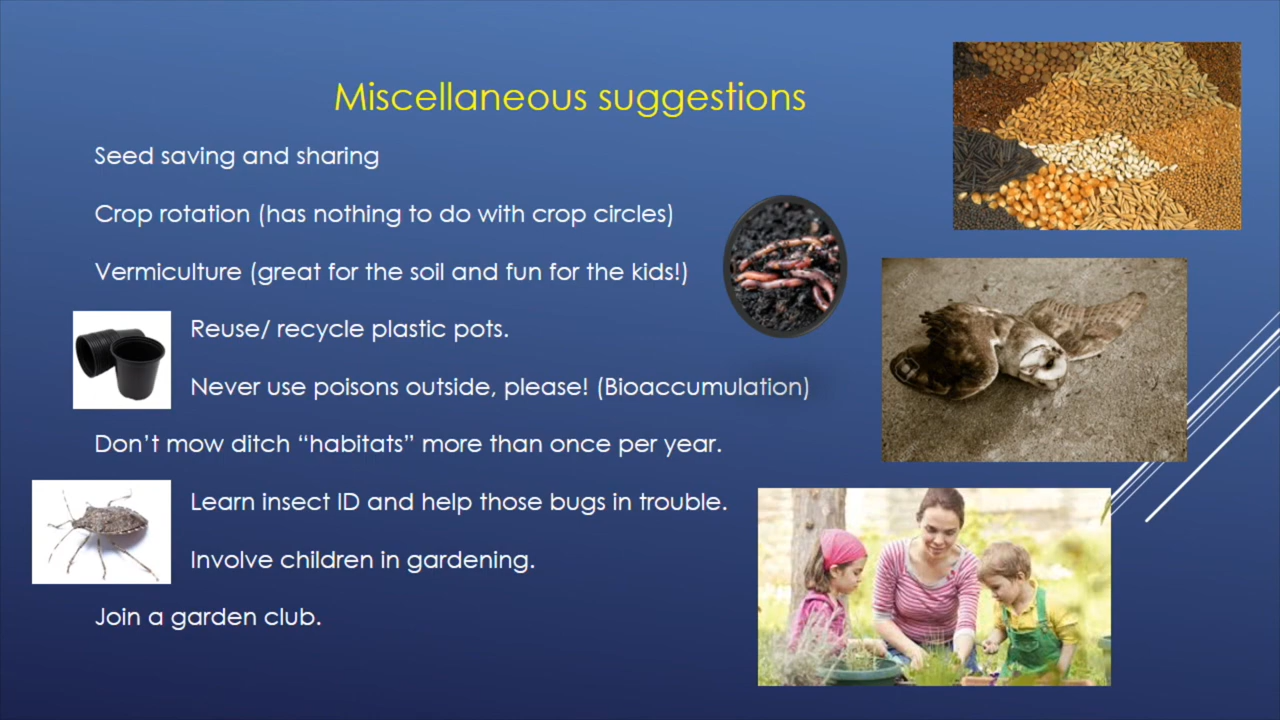 Miscellaneous suggestions
Seed saving and sharing
Crop rotation (has nothing to do with crop circles)
Vermiculture (great for the soil and fun for the kids!)
Reuse/ recycle plastic pots.
Never use poisons outside, please! (Bioaccumulation)
Don’t mow ditch “habitats” more than once per year.
Learn insect ID and help those bugs in trouble.
Involve children in gardening.
Join a garden club.